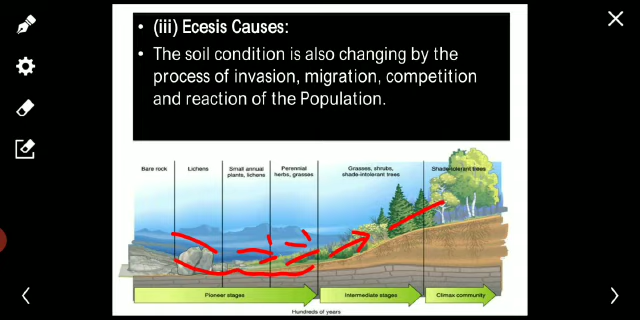 • (iii) Ecesis Causes:
• The soil condition is also changing by the
process of invasion, migration, competition
and reaction of the Population.
Bare rock
Lichens
Small annual
plants, lichens
Perennial
herbs, grasses
Grasses, shrubs,
shade-intolerant trees
Shade-tolerant trees
Pioneer stages
Intermediate stages
Climax community
Hundreds of years